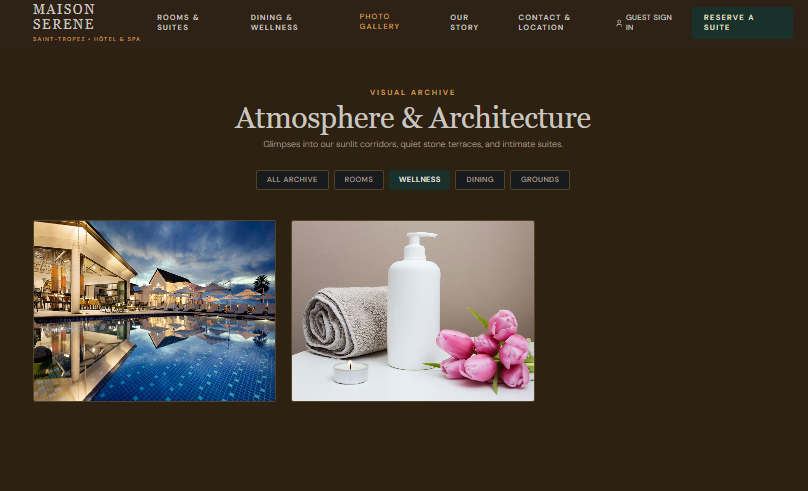 MAISON
SERENE
SAINT-TROPEZ • HÔTEL & SPA
ROOMS &
SUITES
DINING &
WELLNESS
PHOTO
GALLERY
OUR
STORY
CONTACT &
LOCATION
GUEST SIGN
IN
RESERVE A
SUITE
VISUAL ARCHIVE
Atmosphere & Architecture
Glimpses into our sunlit corridors, quiet stone terraces, and intimate suites.
ALL ARCHIVE
ROOMS
WELLNESS
DINING
GROUNDS